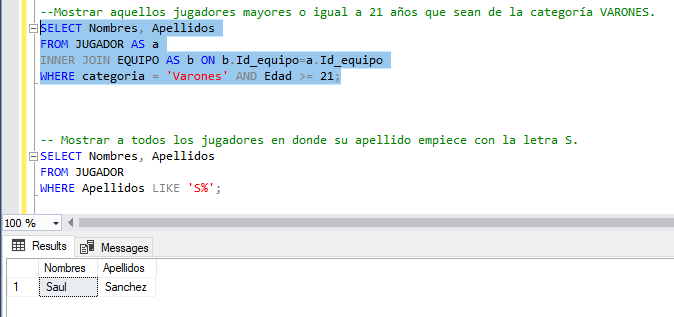 --Mostrar aquellos jugadores mayores o igual a 21 años que sean de la categoría VARONES.
SELECT Nombres, Apellidos
FROM JUGADOR AS a
INNER JOIN EQUIPO AS b ON b.Id_equipo=a.Id_equipo
WHERE categoria = 'Varones' AND Edad >= 21;
-- Mostrar a todos los jugadores en donde su apellido empiece con la letra S.
SELECT Nombres, Apellidos
FROM JUGADOR
WHERE Apellidos LIKE 'S%';
100 %
Results Messages
Nombres Apellidos
1 Saul Sanchez